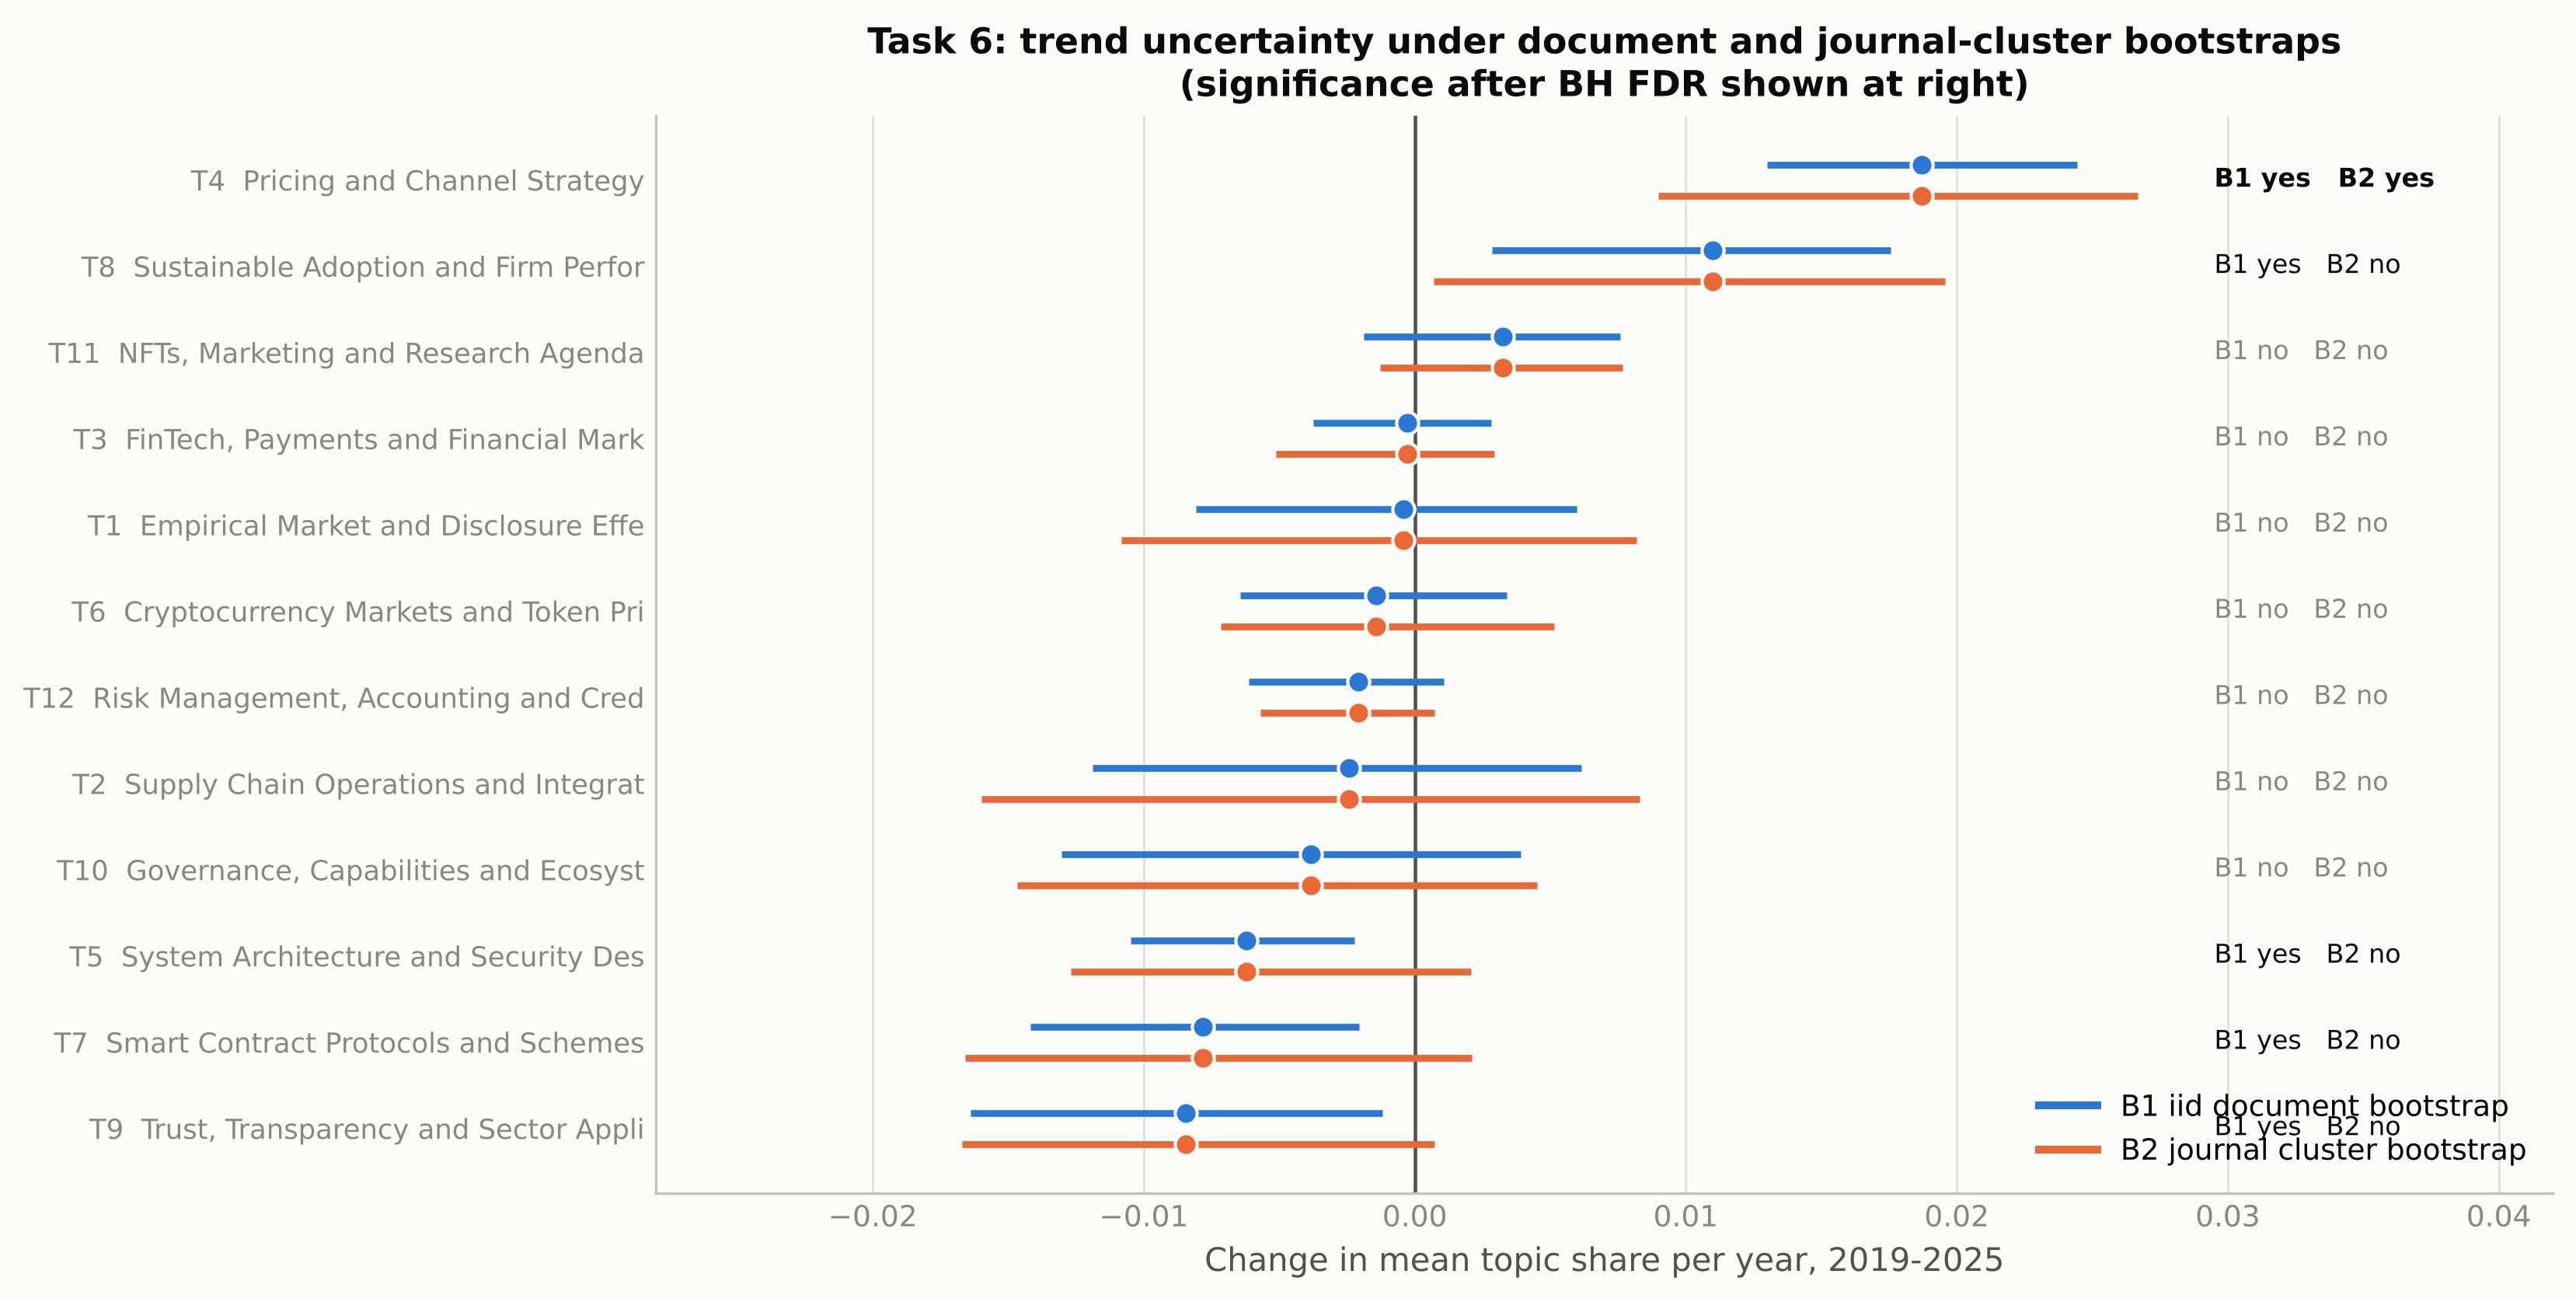 Task 6: trend uncertainty under document and journal-cluster bootstraps
(significance after BH FDR shown at right)
T4 Pricing and Channel Strategy
B1 yes B2 yes
T8 Sustainable Adoption and Firm Perfor
B1 yes B2 no
T11 NFTs, Marketing and Research Agenda
B1 no B2 no
T3 FinTech, Payments and Financial Mark
B1 no B2 no
T1 Empirical Market and Disclosure Effe
B1 no B2 no
T6 Cryptocurrency Markets and Token Pri
B1 no B2 no
T12 Risk Management, Accounting and Cred
B1 no B2 no
T2 Supply Chain Operations and Integrat
B1 no B2 no
T10 Governance, Capabilities and Ecosyst
B1 no B2 no
T5 System Architecture and Security Des
B1 yes B2 no
T7 Smart Contract Protocols and Schemes
B1 yes B2 no
B1 iid document bootstrap
T9 Trust, Transparency and Sector Appli
B1 yes B2 no
B2 journal cluster bootstrap
−0.02 −0.01 0.00 0.01 0.02 0.03 0.04
Change in mean topic share per year, 2019-2025